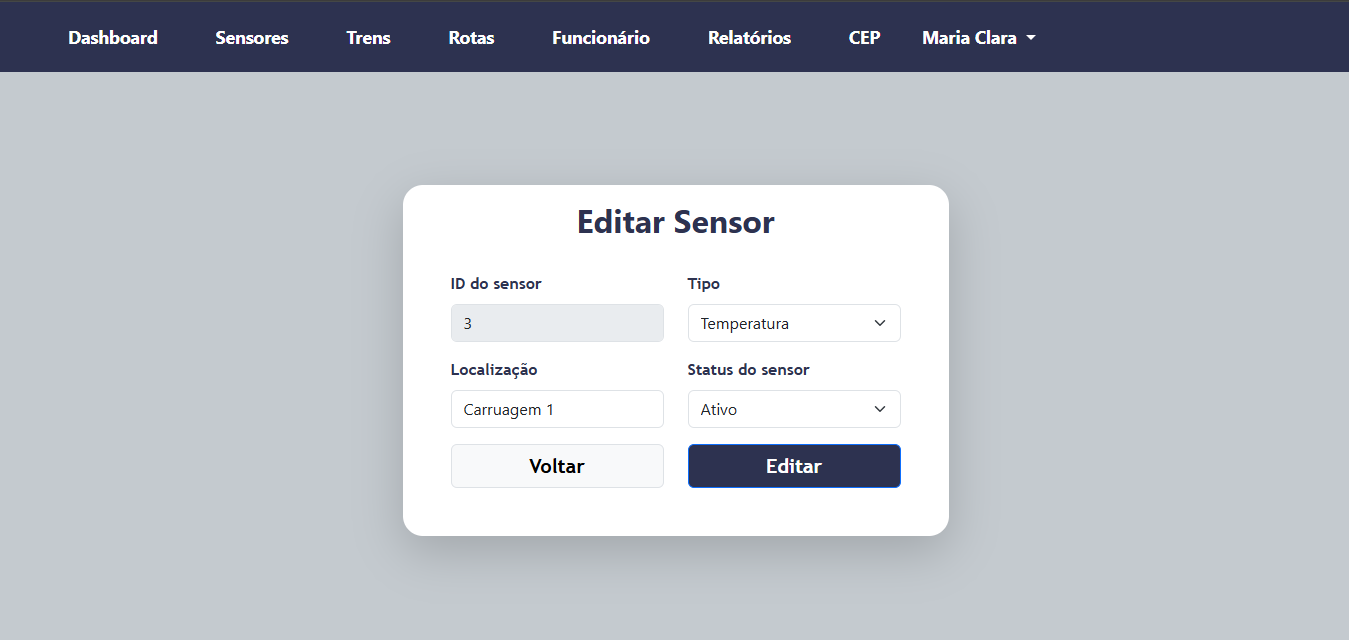 Dashboard Sensores Trens Rotas Funcionário Relatórios CEP Maria Clara
Editar Sensor
ID do sensor Tipo
3 Temperatura
Localização Status do sensor
Carruagem 1 Ativo
Voltar Editar